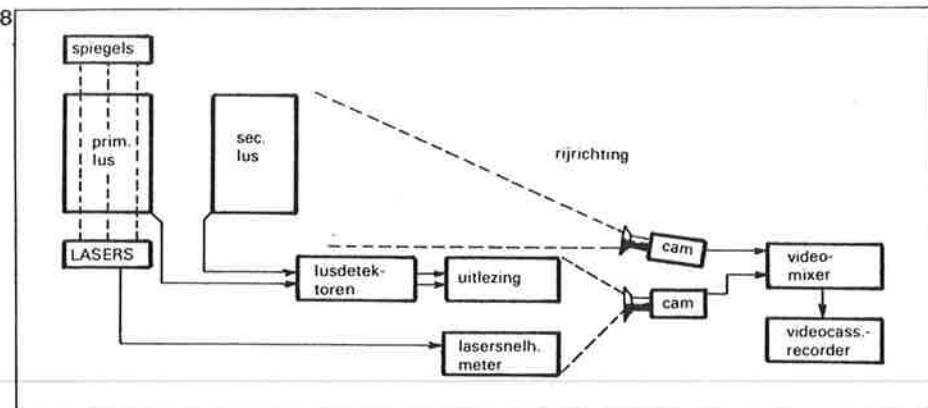 8
spiegels
prim.
lus
sec.
lus
rijrichting
LASERS
lusdetek-
toren
uitlezing
cam
cam
video-
mixer
lasersnelh.
meter
videocass.-
recorder